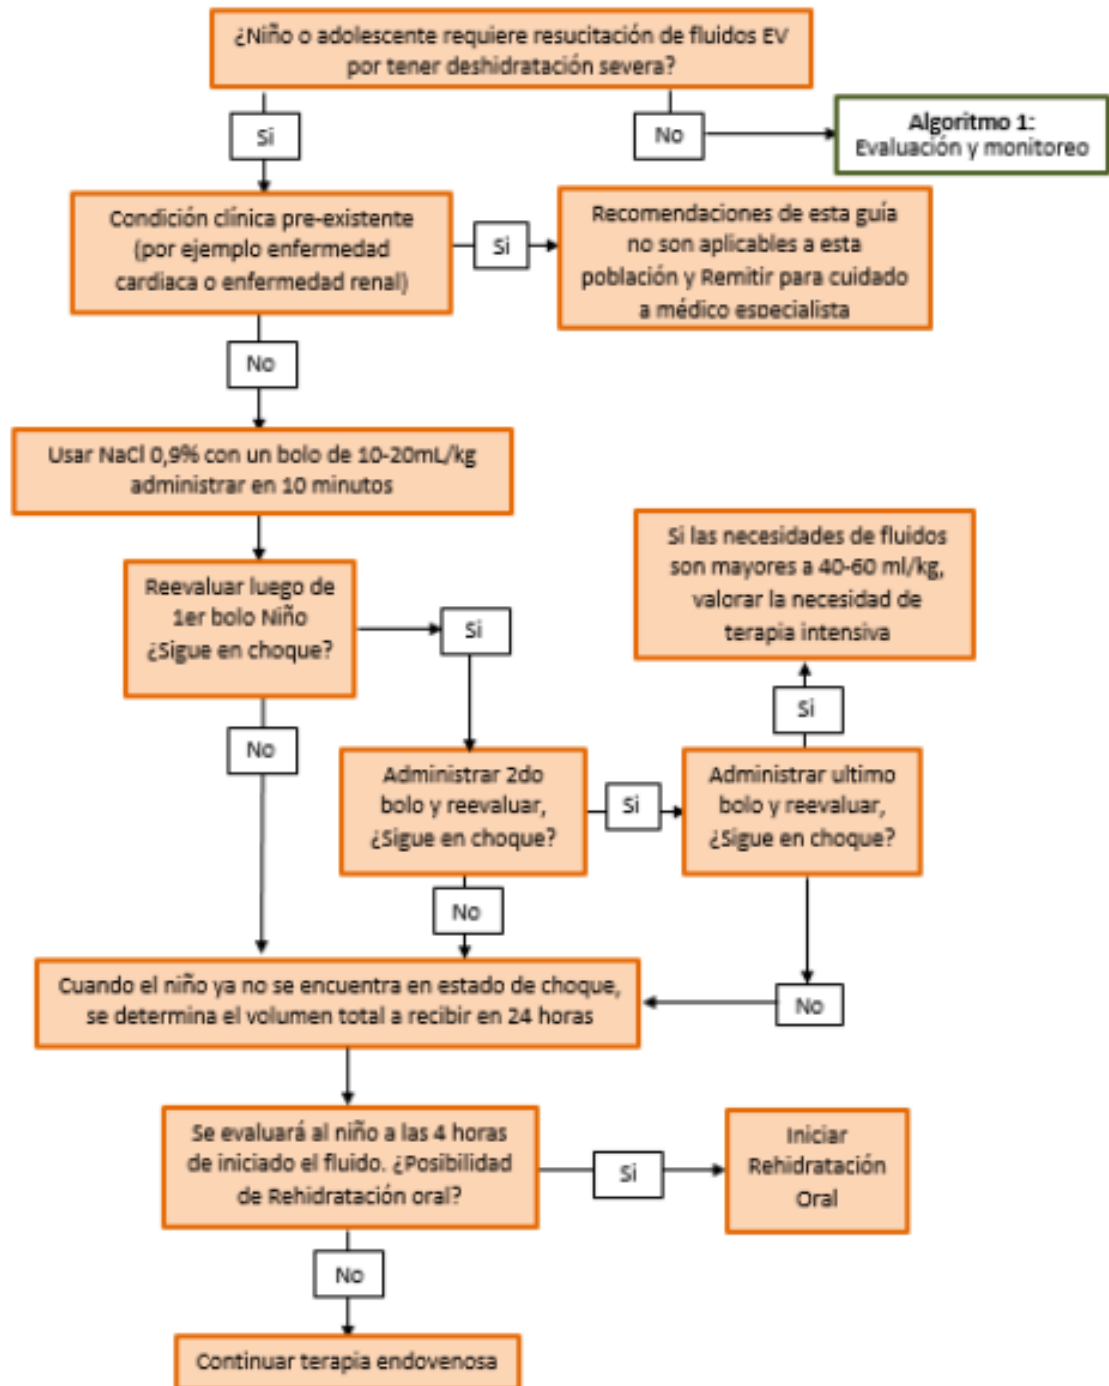 ¿Niño o adolescente requiere resucitación de fluidos EV
por tener deshidratación severa?
Si
No
Algoritmo 1:
Evaluación y monitoreo
Condición clínica pre-existente
(por ejemplo enfermedad
cardiaca o enfermedad renal)
Si
Recomendaciones de esta guía
no son aplicables a esta
población y Remitir para cuidado
a médico especialista
No
Usar NaCl 0,9% con un bolo de 10-20mL/kg
administrar en 10 minutos
Si las necesidades de fluidos
son mayores a 40-60 ml/kg,
valorar la necesidad de
terapia intensiva
Reevaluar luego de
1er bolo Niño
¿Sigue en choque?
Si
Si
No
Administrar 2do
bolo y reevaluar,
¿Sigue en choque?
Si
Administrar ultimo
bolo y reevaluar,
¿Sigue en choque?
No
Cuando el niño ya no se encuentra en estado de choque,
se determina el volumen total a recibir en 24 horas
No
Se evaluará al niño a las 4 horas
de iniciado el fluido. ¿Posibilidad
de Rehidratación oral?
Si
Iniciar
Rehidratación
Oral
No
Continuar terapia endovenosa